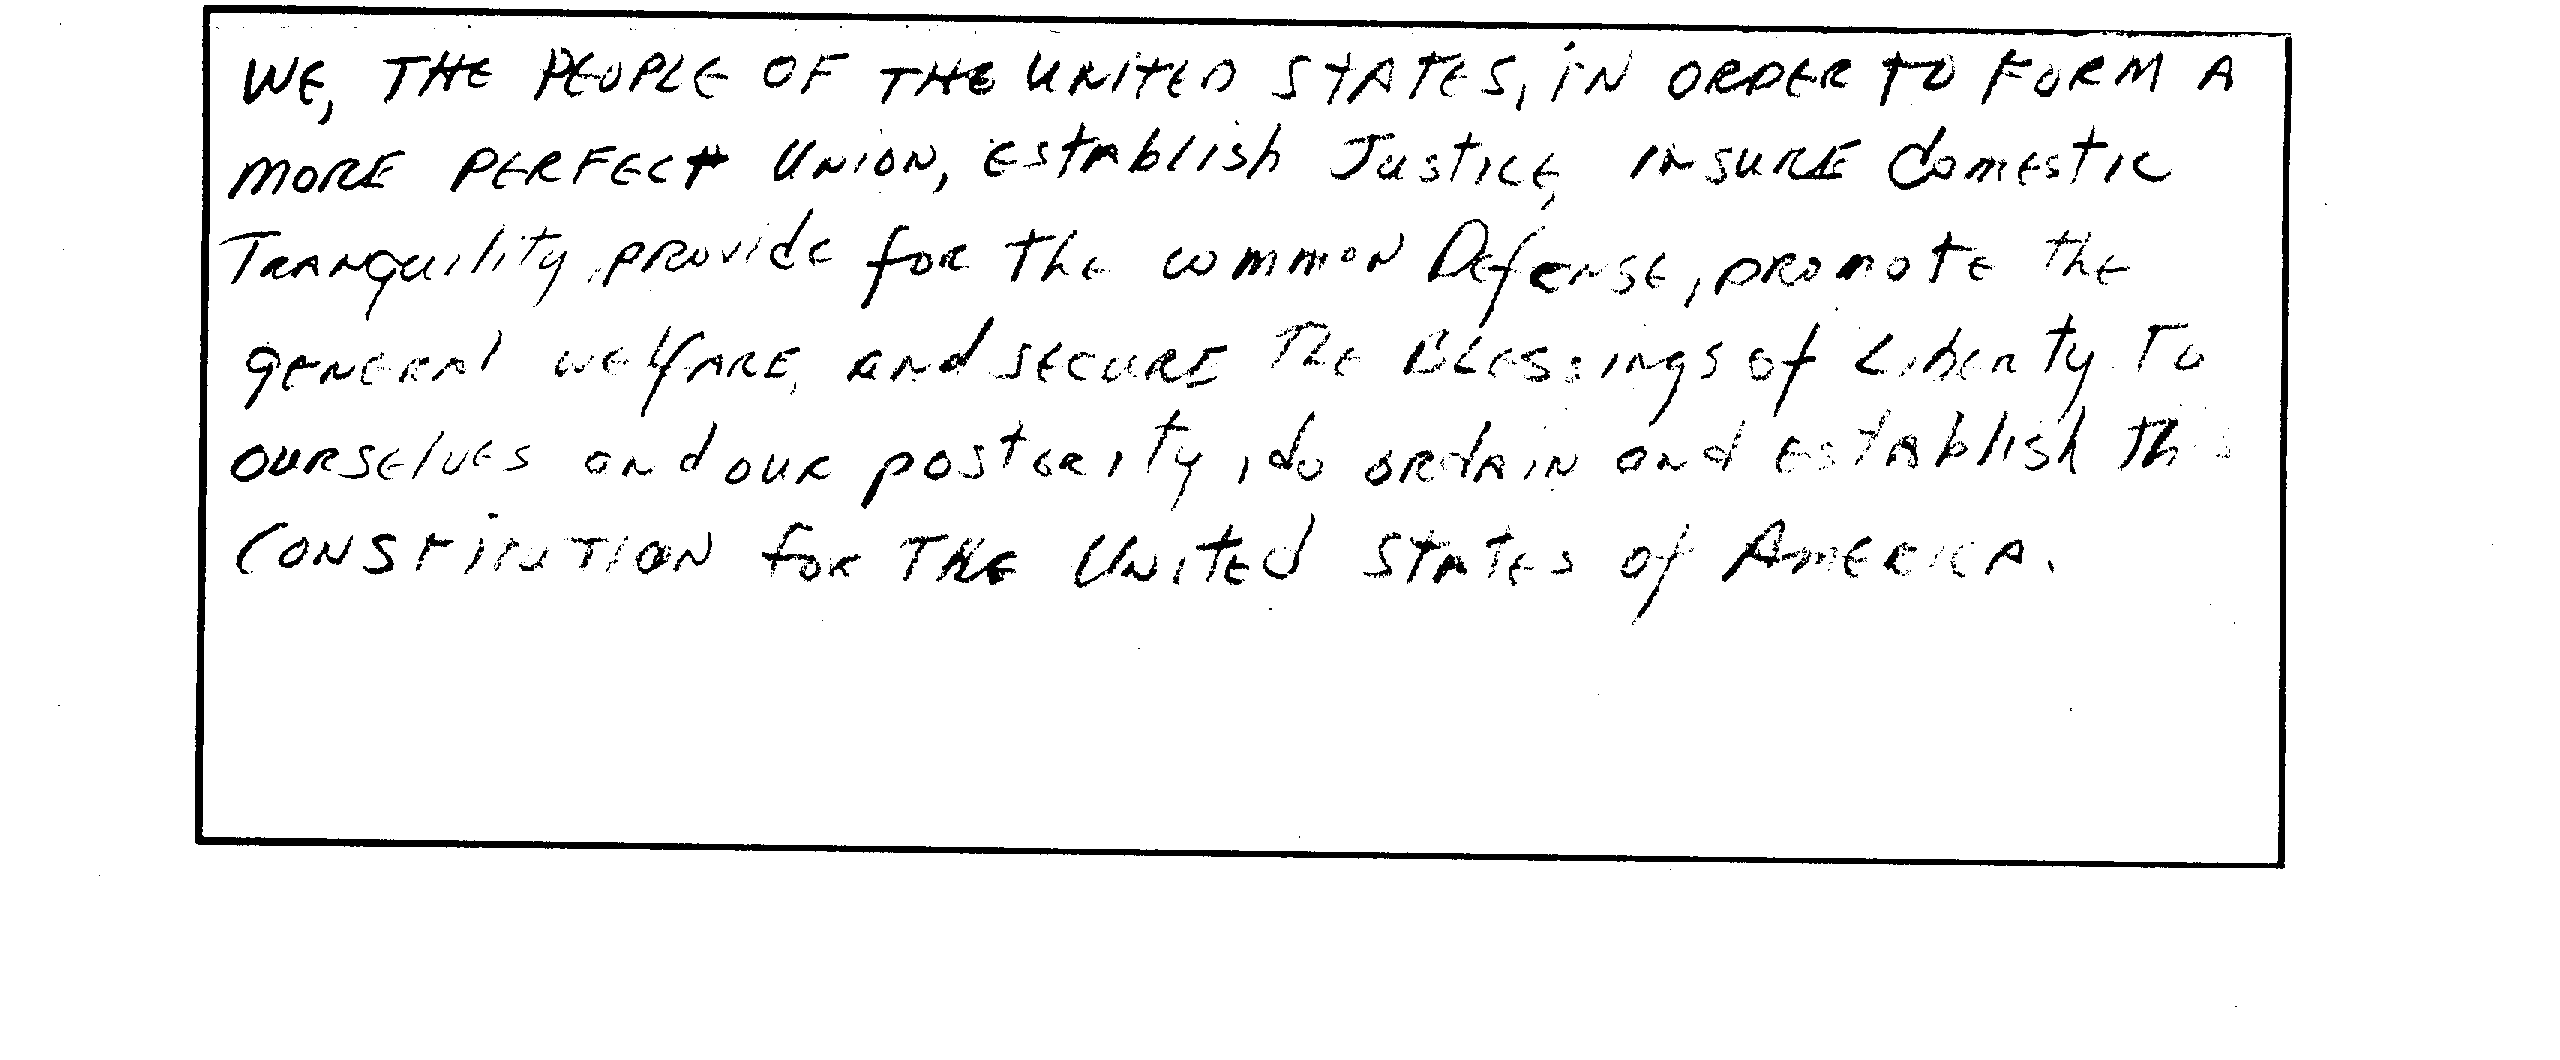 WE, THE PEOPLE OF THE UNITED STATES, IN ORDER TO FORM A
MORE PERFECT UNION, Establish Justice, INSURE domestic
Tranquility, provide for the common Defense, promote the
general welfare, and SECURE The Blessings of Liberty To
ourselves and our posterity, do ordain and establish this
CONSTITUTION for THE United States of America.